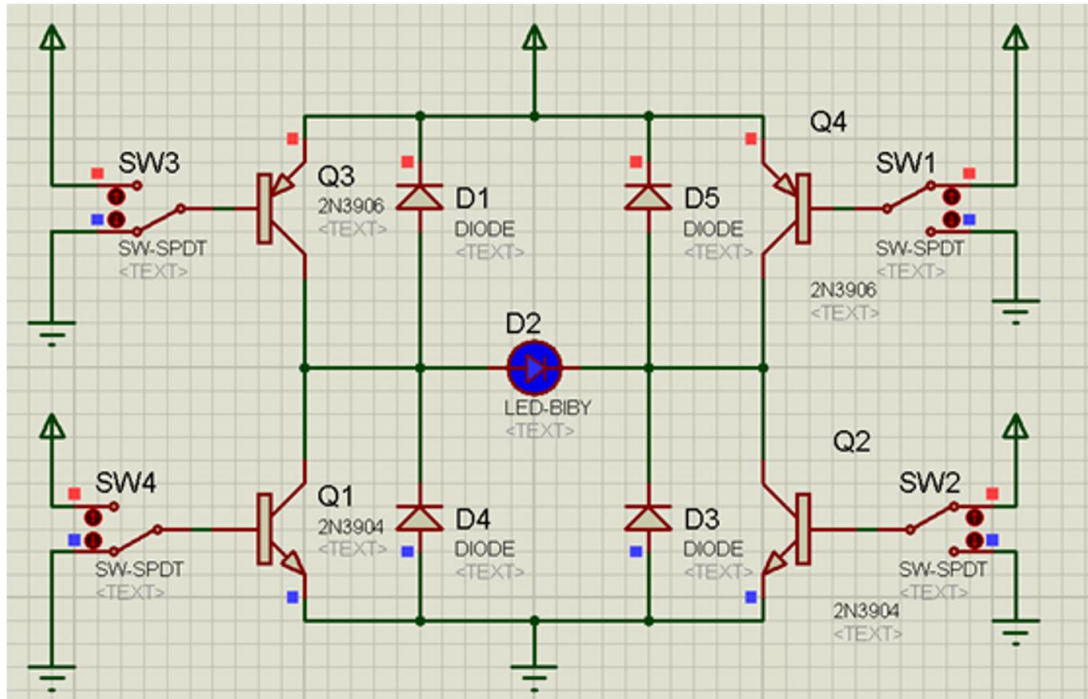 SW3
SW-SPDT
<TEXT>
Q3
2N3906
<TEXT>
D1
DIODE
<TEXT>
D5
DIODE
<TEXT>
Q4
2N3906
<TEXT>
SW1
SW-SPDT
<TEXT>
D2
LED-BIBY
<TEXT>
SW4
SW-SPDT
<TEXT>
Q1
2N3904
<TEXT>
D4
DIODE
<TEXT>
D3
DIODE
<TEXT>
Q2
2N3904
<TEXT>
SW2
SW-SPDT
<TEXT>